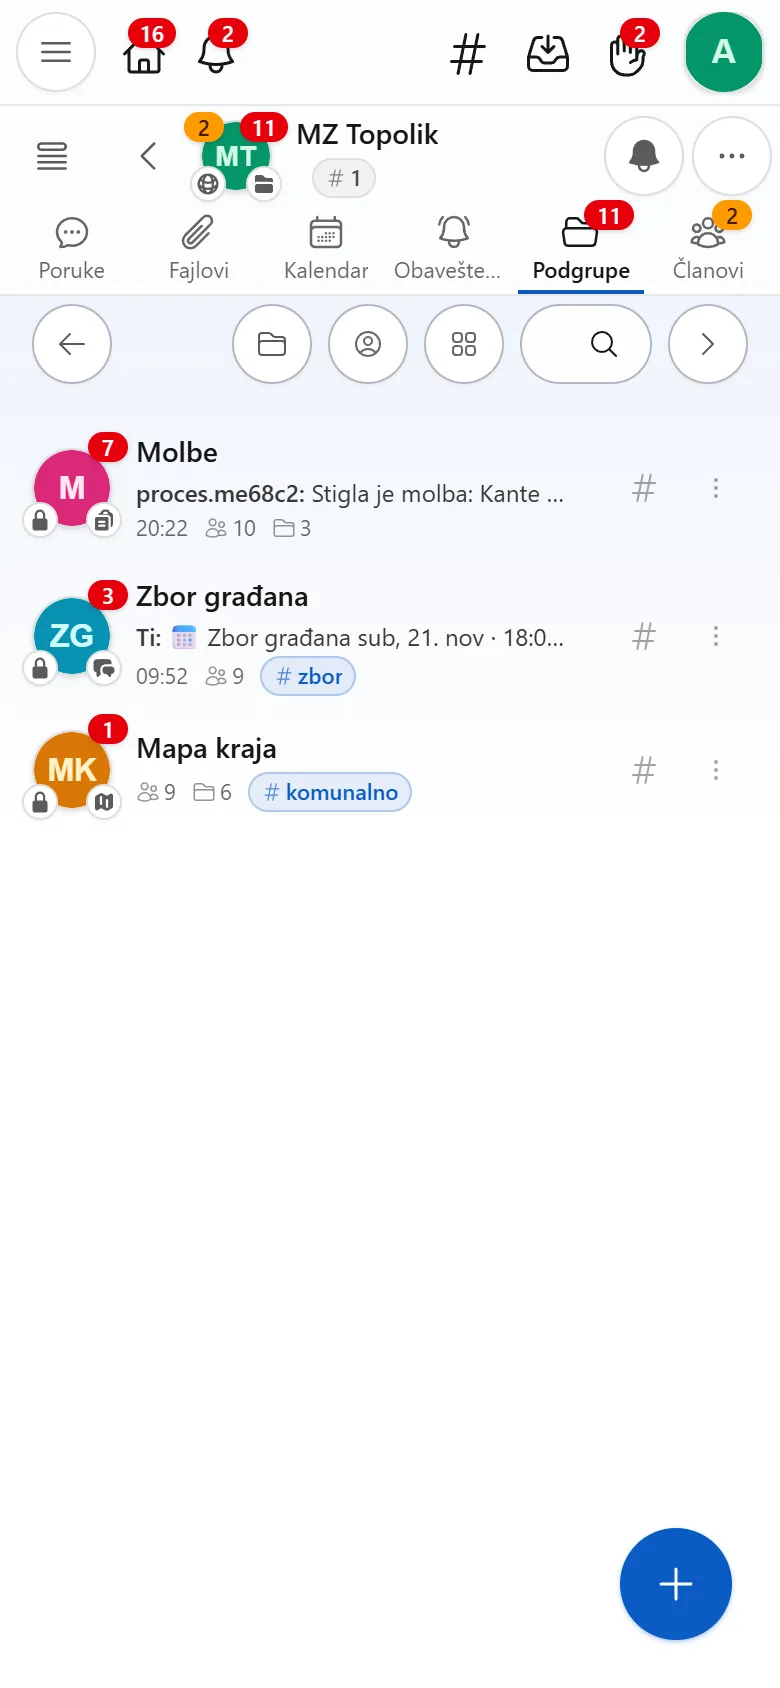 16
2
2
A
2
11
MT
MZ Topolik
# 1
Poruke
Fajlovi
Kalendar
Obavešte...
11
Podgrupe
2
Članovi
7
M
Molbe
proces.me68c2: Stigla je molba: Kante ...
20:22 10 3
#
3
ZG
Zbor građana
Ti: Zbor građana sub, 21. nov · 18:0...
09:52 9 # zbor
#
1
MK
Mapa kraja
9 6 # komunalno
#